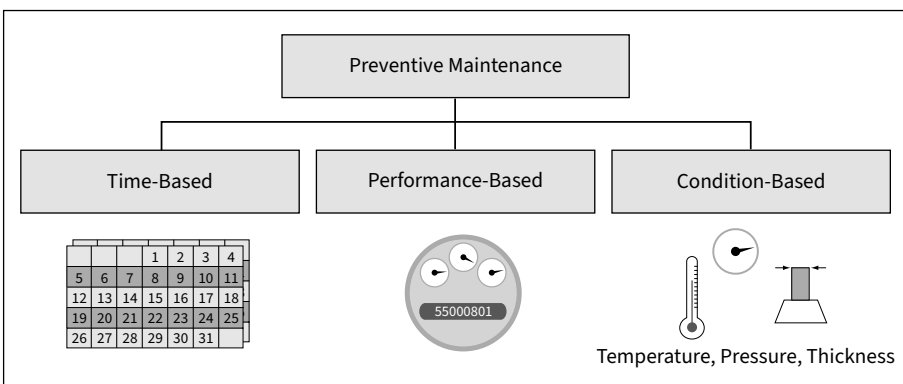 Preventive Maintenance
Time-Based
Performance-Based
Condition-Based
1 2 3 4
5 6 7 8 9 10 11
12 13 14 15 16 17 18
19 20 21 22 23 24 25
26 27 28 29 30 31
55000801
Temperature, Pressure, Thickness